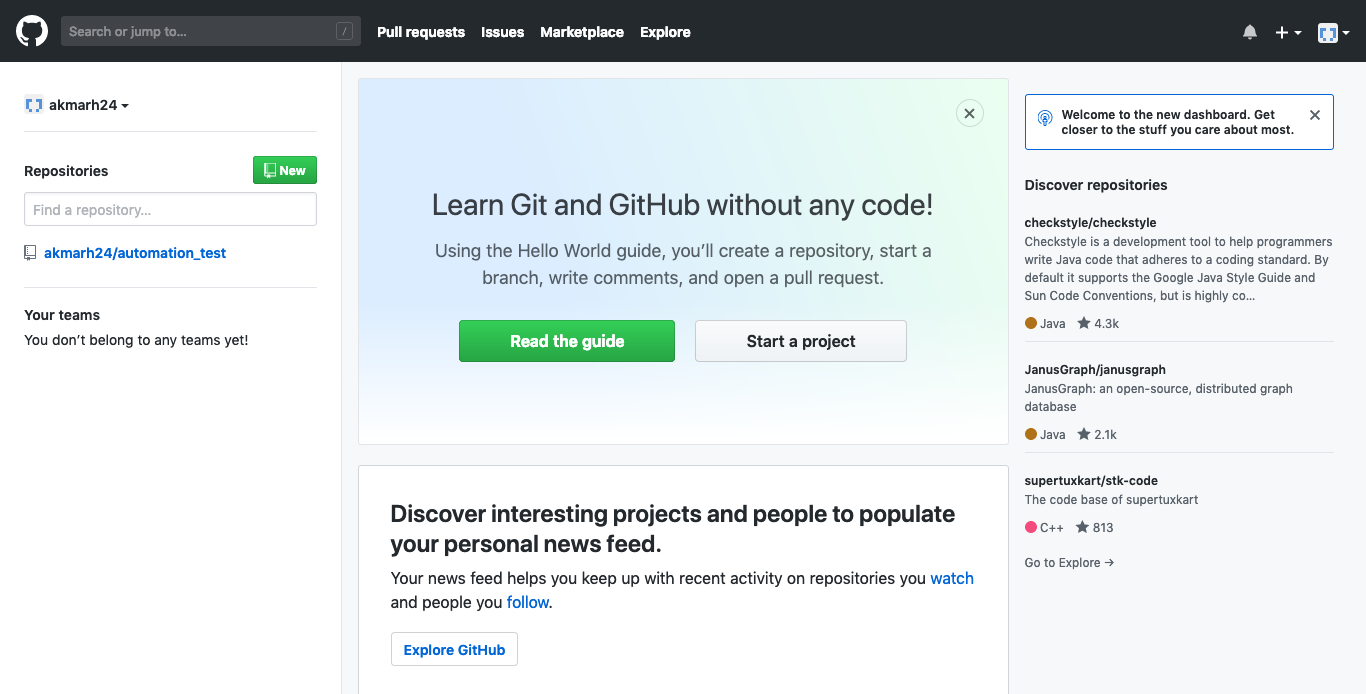 Search or jump to...
/
Pull requests
Issues
Marketplace
Explore
akmarh24
Repositories
New
Find a repository...
akmarh24/automation_test
Your teams
You don’t belong to any teams yet!
Learn Git and GitHub without any code!
Using the Hello World guide, you’ll create a repository, start a
branch, write comments, and open a pull request.
Read the guide
Start a project
Discover interesting projects and people to populate
your personal news feed.
Your news feed helps you keep up with recent activity on repositories you watch
and people you follow.
Explore GitHub
Welcome to the new dashboard. Get
closer to the stuff you care about most.
Discover repositories
checkstyle/checkstyle
Checkstyle is a development tool to help programmers
write Java code that adheres to a coding standard. By
default it supports the Google Java Style Guide and
Sun Code Conventions, but is highly co...
Java 4.3k
JanusGraph/janusgraph
JanusGraph: an open-source, distributed graph
database
Java 2.1k
supertuxkart/stk-code
The code base of supertuxkart
C++ 813
Go to Explore →